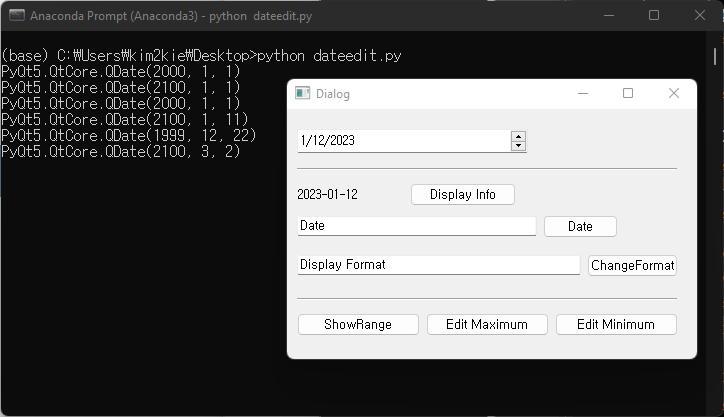 Anaconda Prompt (Anaconda3) - python  dateedit.py
(base) C:₩Users₩kim2kie₩Desktop>python dateedit.py
PyQt5.QtCore.QDate(2000, 1, 1)
PyQt5.QtCore.QDate(2100, 1, 1)
PyQt5.QtCore.QDate(2000, 1, 1)
PyQt5.QtCore.QDate(2100, 1, 11)
PyQt5.QtCore.QDate(1999, 12, 22)
PyQt5.QtCore.QDate(2100, 3, 2)
Dialog
1/12/2023
2023-01-12 Display Info
Date Date
Display Format ChangeFormat
ShowRange Edit Maximum Edit Minimum